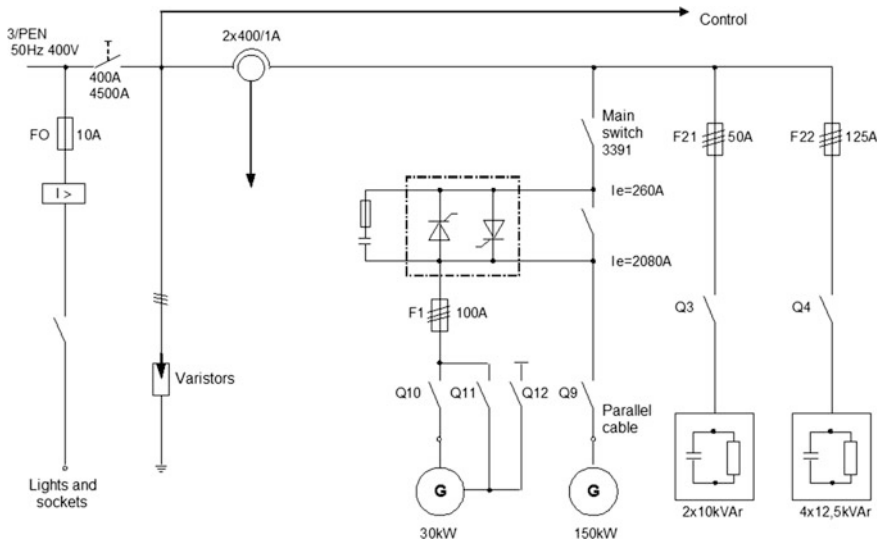 Control
3/PEN
50Hz 400V
2x400/1A
400A
4500A
FO
10A
Main
switch
3391
F21
50A
F22
125A
I >
Ie=260A
Ie=2080A
F1
100A
Q3
Q4
Varistors
Q10
Q11
Q12
Q9
Parallel
cable
Lights and
sockets
G
G
30kW
150kW
2x10kVAr
4x12,5kVAr